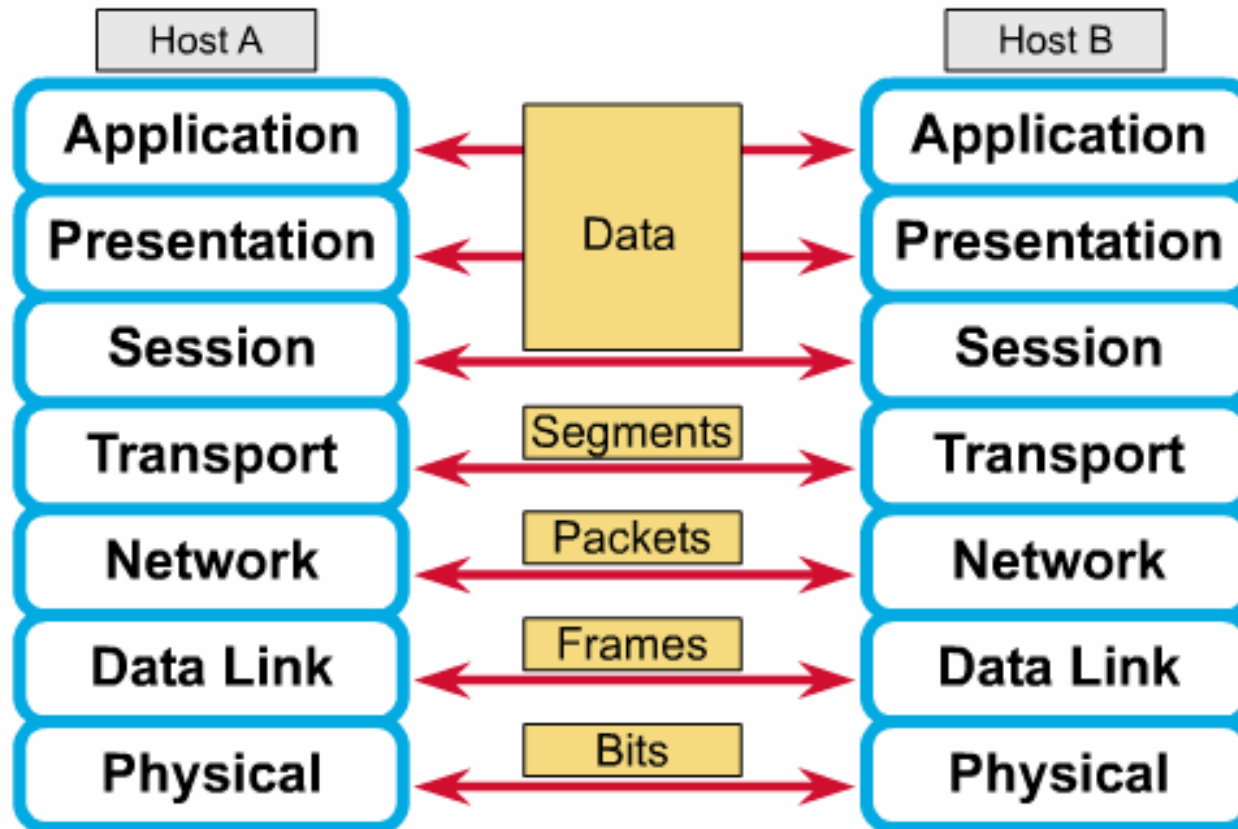 Host A
Host B
Application
Application
Presentation
Data
Presentation
Session
Session
Segments
Transport
Transport
Packets
Network
Network
Frames
Data Link
Data Link
Bits
Physical
Physical